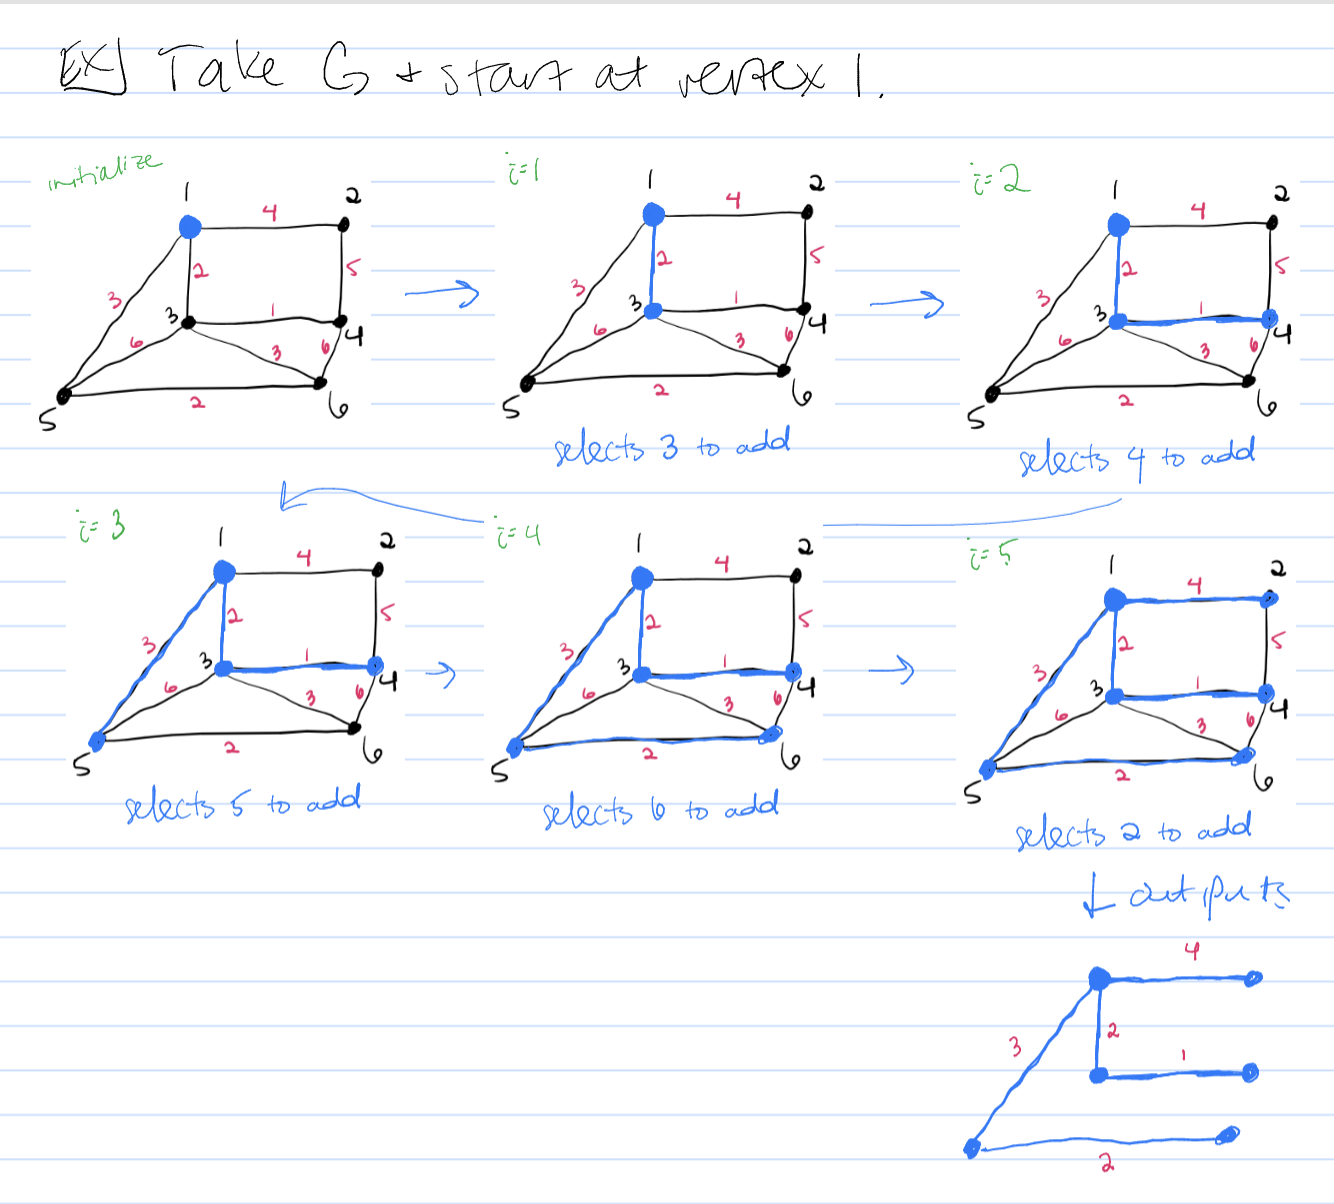 EX] Take G + start at vertex 1.
initialize
1 2 3 4 5 6
4 2 5 3 1 6 3 6 2
i=1
1 2 3 4 5 6
4 2 5 3 1 6 3 6 2
selects 3 to add
i=2
1 2 3 4 5 6
4 2 5 3 1 6 3 6 2
selects 4 to add
i=3
1 2 3 4 5 6
4 2 5 3 1 6 3 6 2
selects 5 to add
i=4
1 2 3 4 5 6
4 2 5 3 1 6 3 6 2
selects 6 to add
i=5
1 2 3 4 5 6
4 2 5 3 1 6 3 6 2
selects 2 to add
↓ outputs
4
2
3 1
2